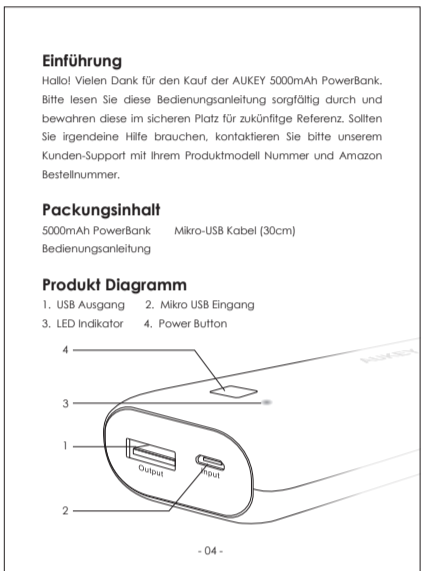 Einführung
Hallo! Vielen Dank für den Kauf der AUKEY 5000mAh PowerBank.
Bitte lesen Sie diese Bedienungsanleitung sorgfältig durch und
bewahren diese im sicheren Platz für zukünfitge Referenz. Sollten
Sie irgendeine Hilfe brauchen, kontaktieren Sie bitte unserem
Kunden-Support mit Ihrem Produktmodell Nummer und Amazon
Bestellnummer.
Packungsinhalt
5000mAh PowerBank Mikro-USB Kabel (30cm)
Bedienungsanleitung
Produkt Diagramm
1. USB Ausgang 2. Mikro USB Eingang
3. LED Indikator 4. Power Button
4
AUKEY
3
1
Output
Input
2
- 04 -